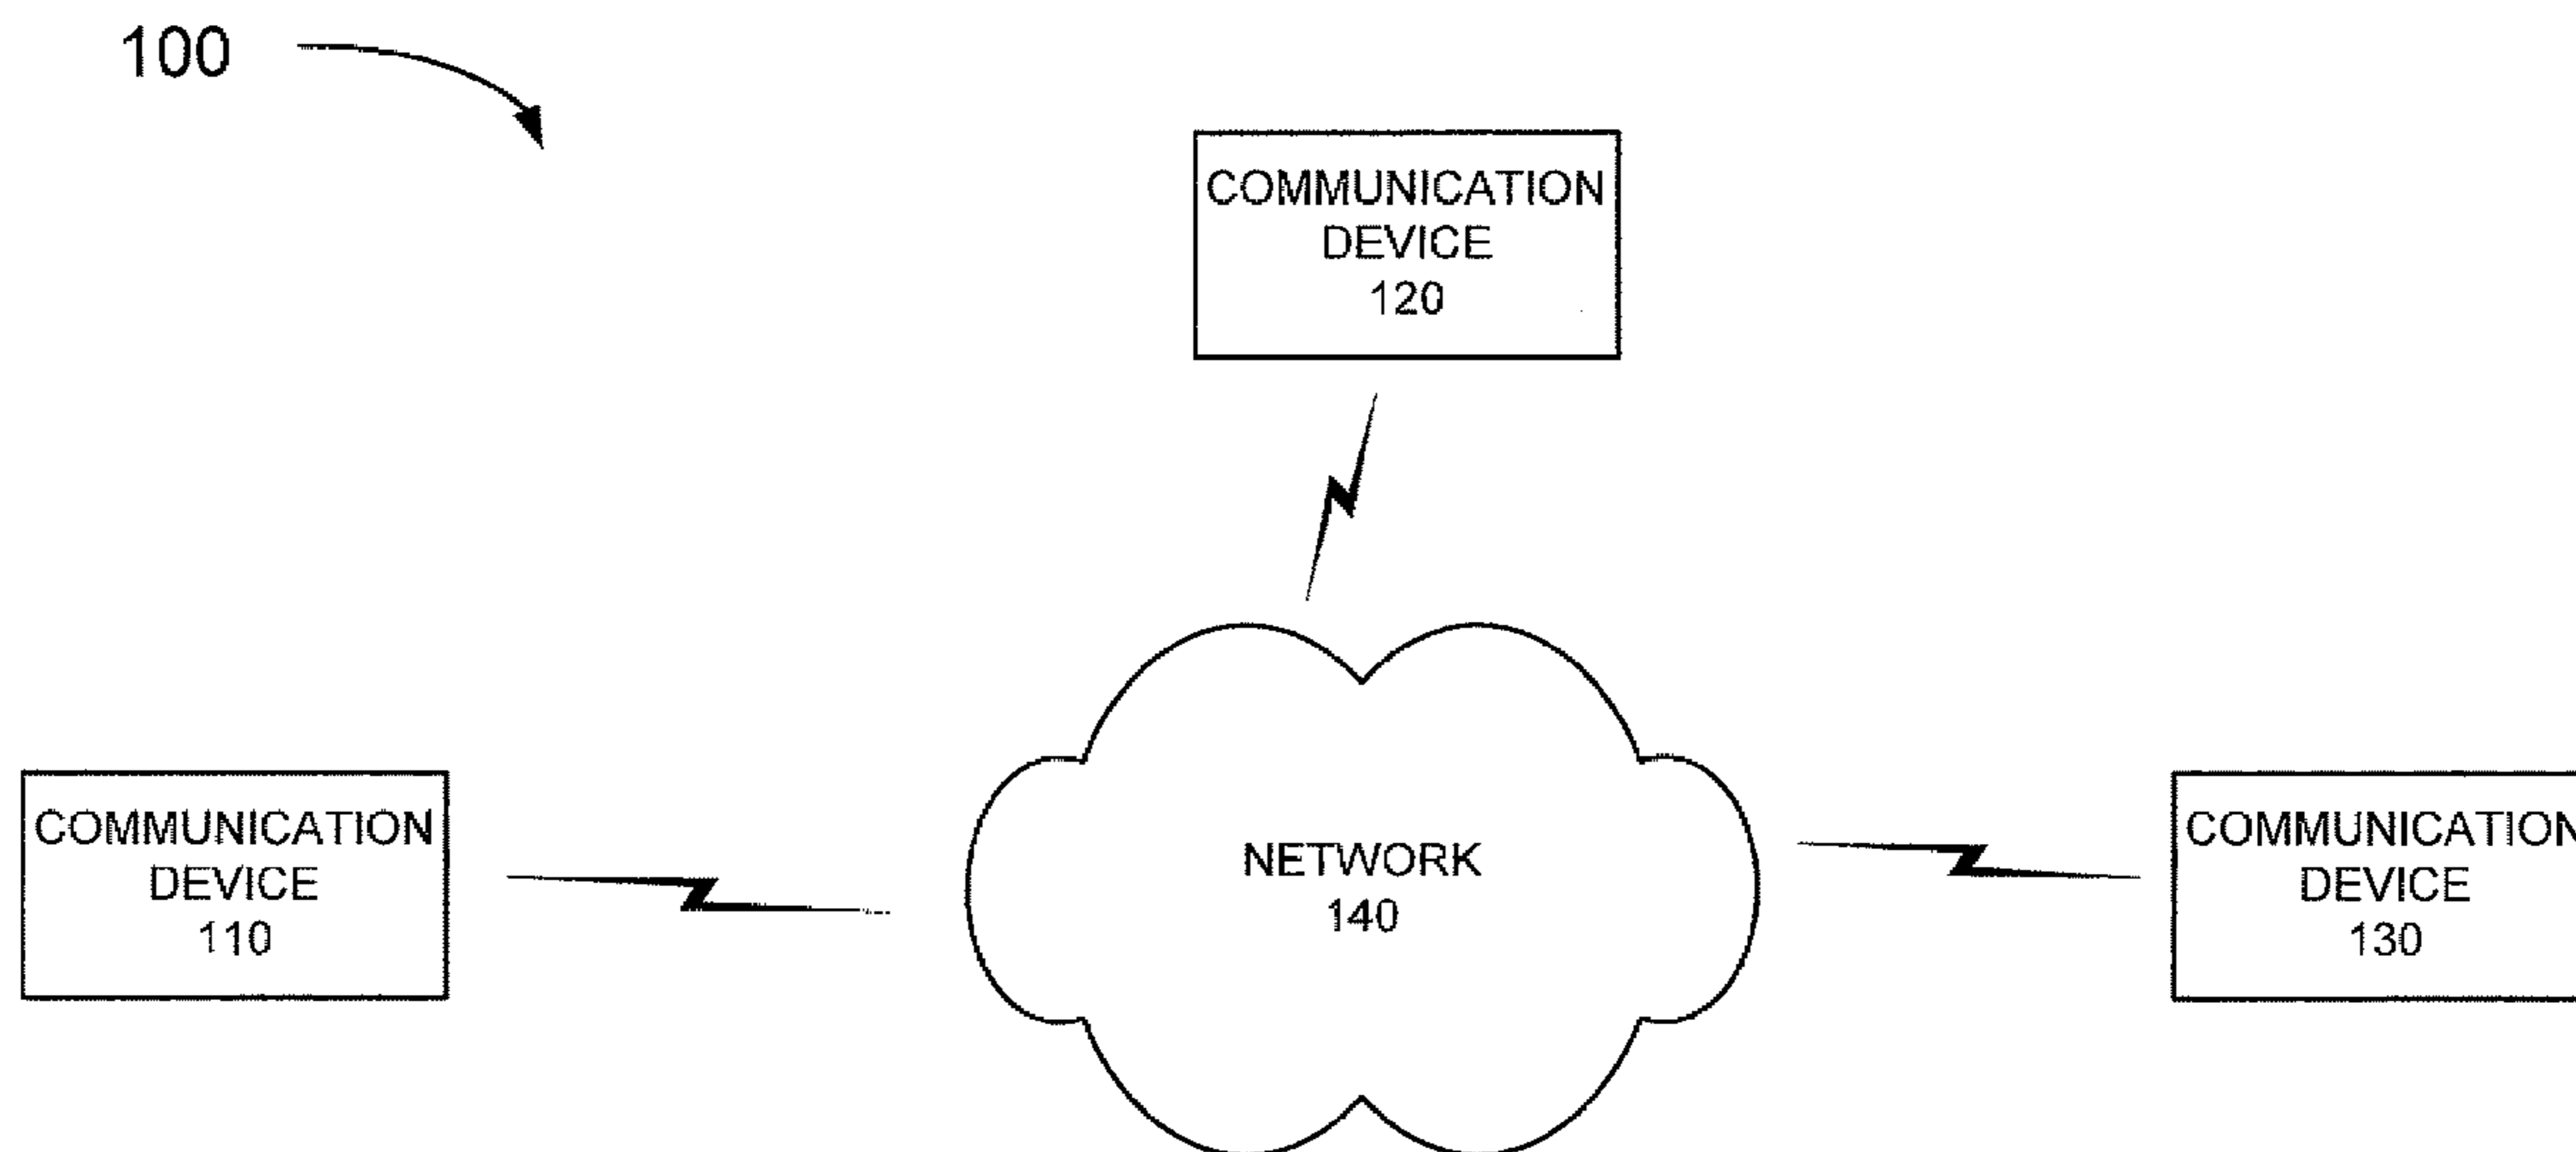 100
COMMUNICATION
DEVICE
120
COMMUNICATION
DEVICE
110
NETWORK
140
COMMUNICATION
DEVICE
130